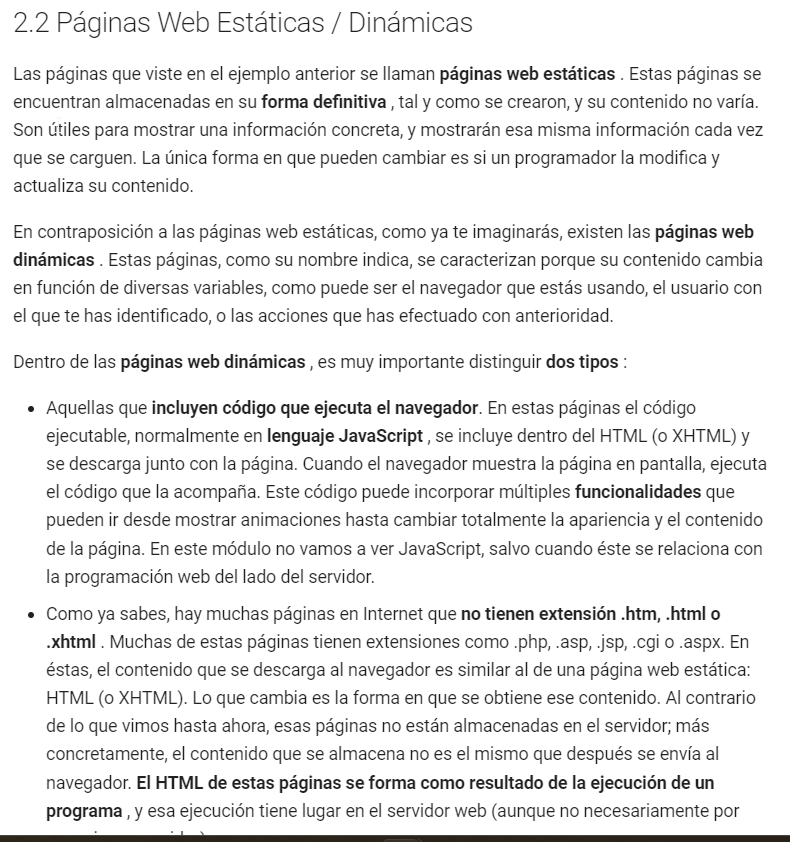 2.2 Páginas Web Estáticas / Dinámicas
Las páginas que viste en el ejemplo anterior se llaman páginas web estáticas . Estas páginas se
encuentran almacenadas en su forma definitiva , tal y como se crearon, y su contenido no varía.
Son útiles para mostrar una información concreta, y mostrarán esa misma información cada vez
que se carguen. La única forma en que pueden cambiar es si un programador la modifica y
actualiza su contenido.
En contraposición a las páginas web estáticas, como ya te imaginarás, existen las páginas web
dinámicas . Estas páginas, como su nombre indica, se caracterizan porque su contenido cambia
en función de diversas variables, como puede ser el navegador que estás usando, el usuario con
el que te has identificado, o las acciones que has efectuado con anterioridad.
Dentro de las páginas web dinámicas , es muy importante distinguir dos tipos :
• Aquellas que incluyen código que ejecuta el navegador. En estas páginas el código
ejecutable, normalmente en lenguaje JavaScript , se incluye dentro del HTML (o XHTML) y
se descarga junto con la página. Cuando el navegador muestra la página en pantalla, ejecuta
el código que la acompaña. Este código puede incorporar múltiples funcionalidades que
pueden ir desde mostrar animaciones hasta cambiar totalmente la apariencia y el contenido
de la página. En este módulo no vamos a ver JavaScript, salvo cuando éste se relaciona con
la programación web del lado del servidor.
• Como ya sabes, hay muchas páginas en Internet que no tienen extensión .htm, .html o
.xhtml . Muchas de estas páginas tienen extensiones como .php, .asp, .jsp, .cgi o .aspx. En
éstas, el contenido que se descarga al navegador es similar al de una página web estática:
HTML (o XHTML). Lo que cambia es la forma en que se obtiene ese contenido. Al contrario
de lo que vimos hasta ahora, esas páginas no están almacenadas en el servidor; más
concretamente, el contenido que se almacena no es el mismo que después se envía al
navegador. El HTML de estas páginas se forma como resultado de la ejecución de un
programa , y esa ejecución tiene lugar en el servidor web (aunque no necesariamente por